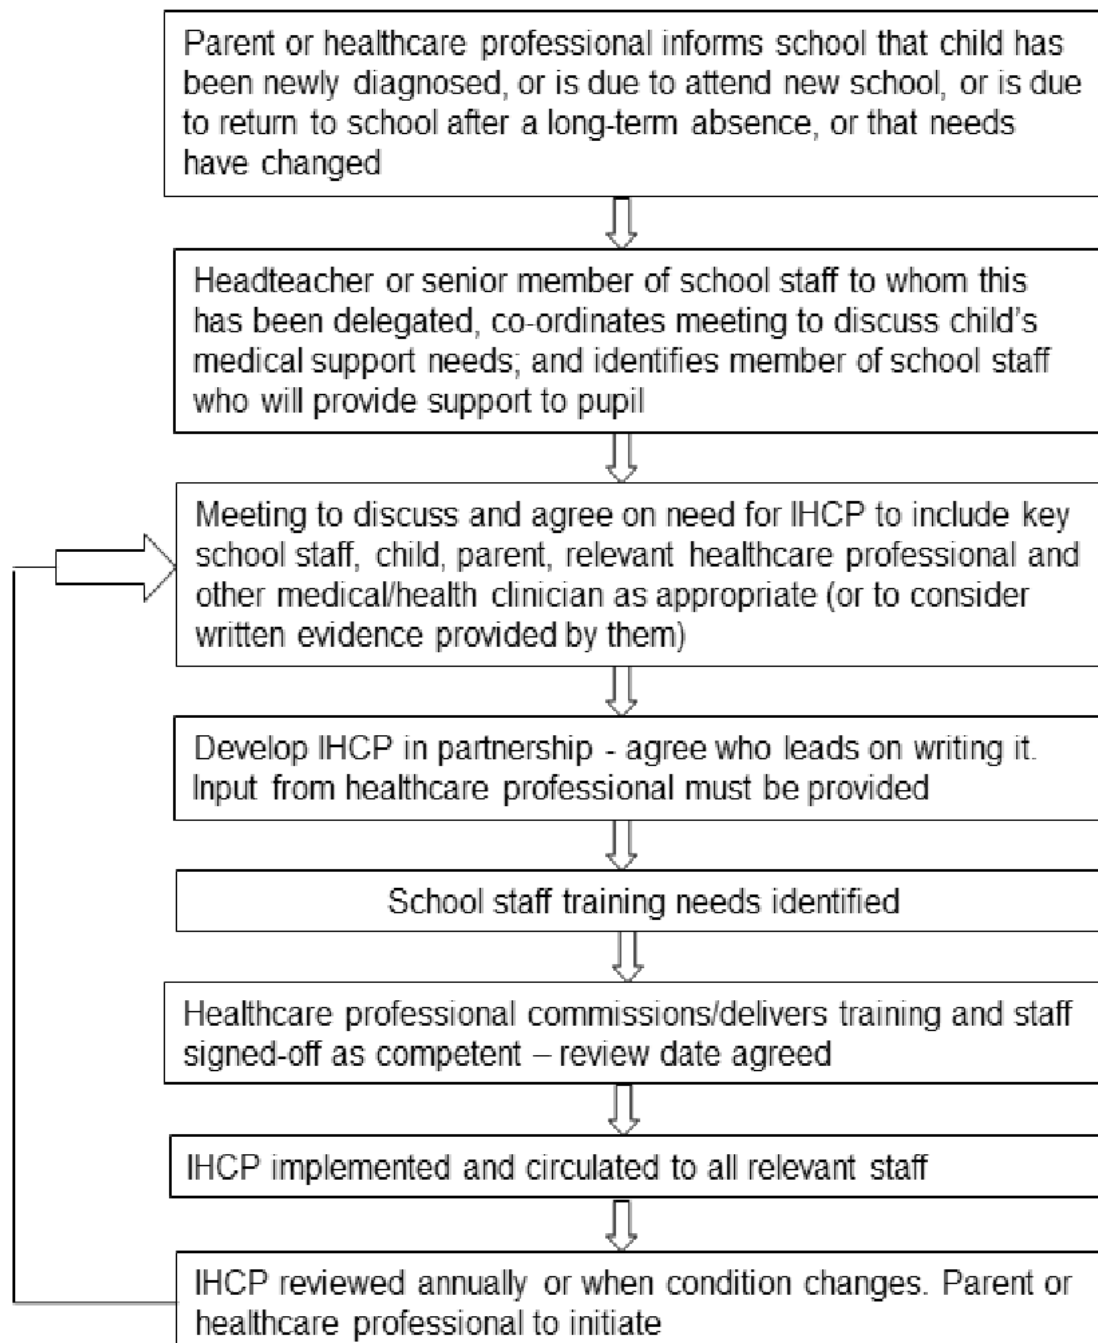 Parent or healthcare professional informs school that child has
been newly diagnosed, or is due to attend new school, or is due
to return to school after a long-term absence, or that needs
have changed
Headteacher or senior member of school staff to whom this
has been delegated, co-ordinates meeting to discuss child's
medical support needs; and identifies member of school staff
who will provide support to pupil
Meeting to discuss and agree on need for IHCP to include key
school staff, child, parent, relevant healthcare professional and
other medical/health clinician as appropriate (or to consider
written evidence provided by them)
Develop IHCP in partnership - agree who leads on writing it.
Input from healthcare professional must be provided
School staff training needs identified
Healthcare professional commissions/delivers training and staff
signed-off as competent – review date agreed
IHCP implemented and circulated to all relevant staff
IHCP reviewed annually or when condition changes. Parent or
healthcare professional to initiate